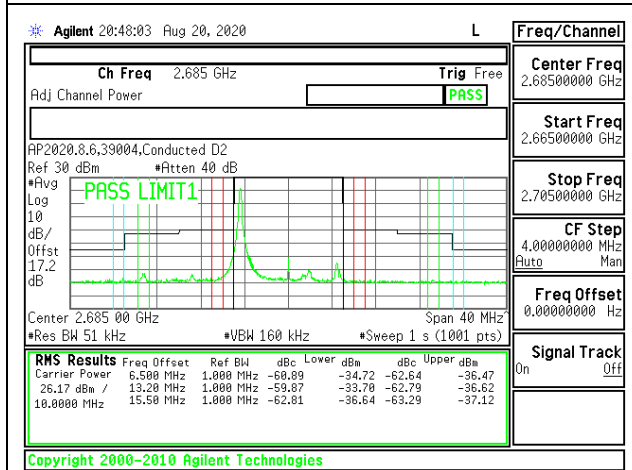 Agilent 20:48:03 Aug 20, 2020 L
Freq/Channel
Ch Freq 2.685 GHz Trig Free
Adj Channel Power PASS
AP2020.8.6,39004,Conducted D2
Ref 30 dBm #Atten 40 dB
#Avg
Log
10
dB/
Offst
17.2
dB
PASS LIMIT1
Center 2.685 00 GHz Span 40 MHz^
#Res BW 51 kHz #VBW 160 kHz #Sweep 1 s (1001 pts)
RMS Results Freq Offset Ref BW dBc Lower dBm dBc Upper dBm
Carrier Power 6.500 MHz 1.000 MHz -60.89 -34.72 -62.64 -36.47
26.17 dBm / 13.20 MHz 1.000 MHz -59.87 -33.70 -62.79 -36.62
10.0000 MHz 15.50 MHz 1.000 MHz -62.81 -36.64 -63.29 -37.12
Center Freq
2.68500000 GHz
Start Freq
2.66500000 GHz
Stop Freq
2.70500000 GHz
CF Step
4.00000000 MHz
Auto Man
Freq Offset
0.00000000 Hz
Signal Track
On Off
Copyright 2000-2010 Agilent Technologies